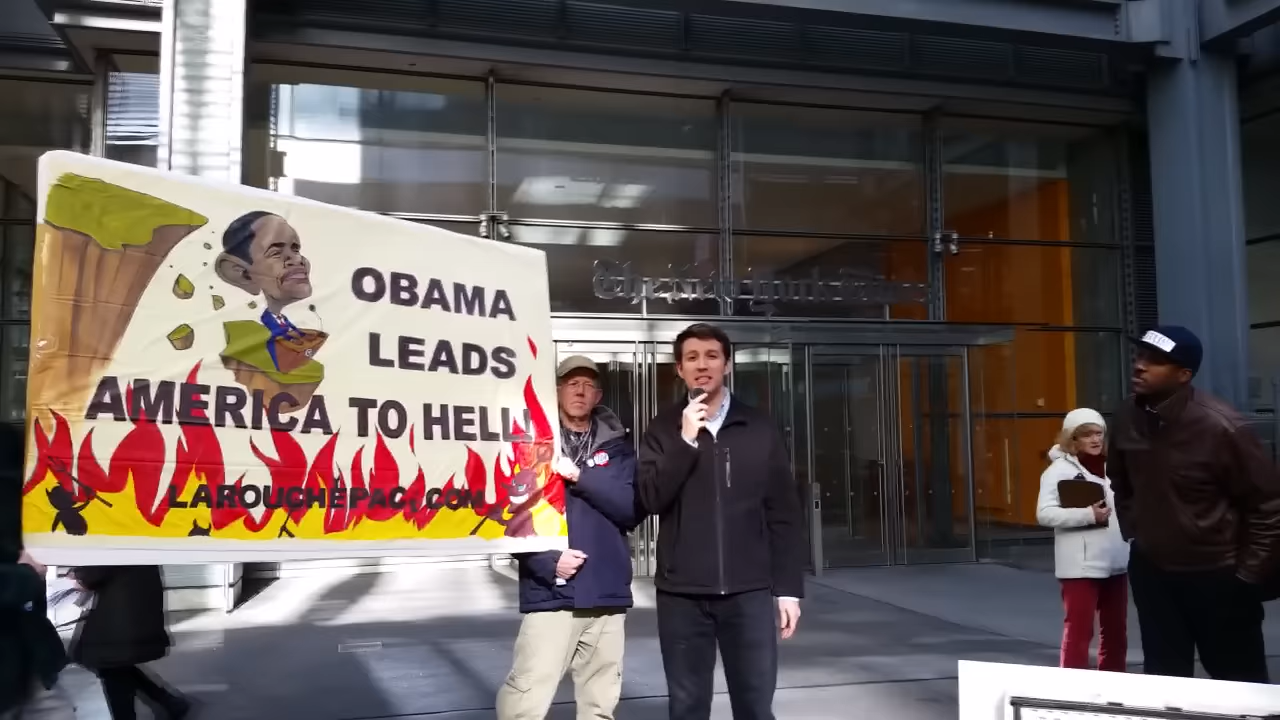 OBAMA
LEADS
AMERICA TO HELL!
LAROUCHEPAC.COM
The New York Times